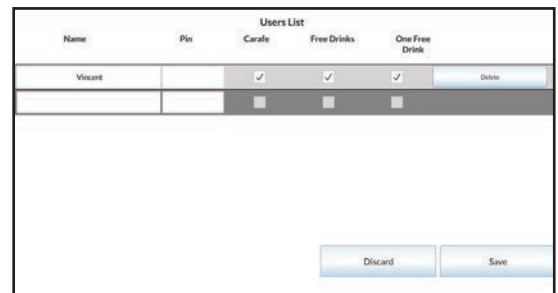 Users List
Name Pin Carafe Free Drinks One Free
Drink
Vincent Delete
Discard Save